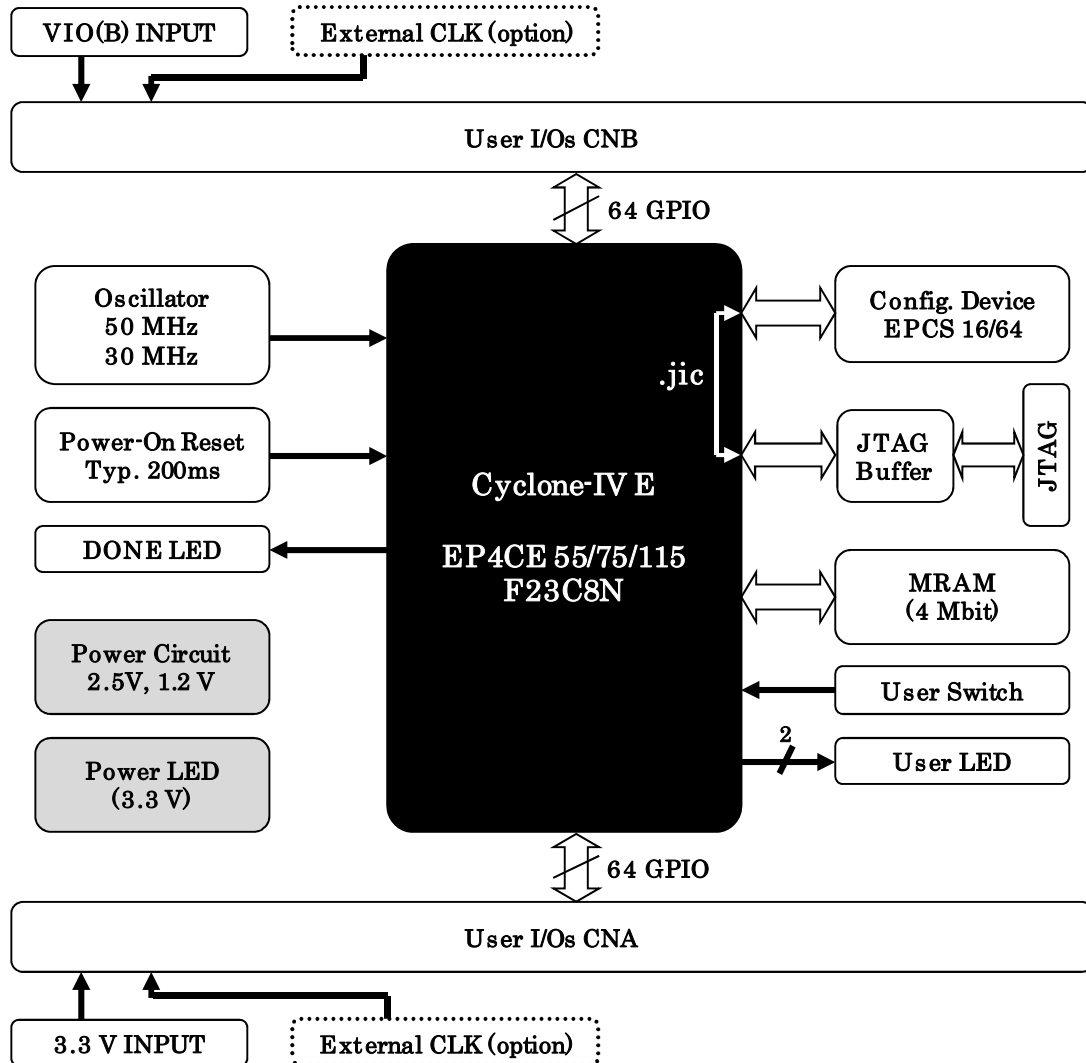 VIO(B) INPUT
External CLK (option)
User I/Os CNB
64 GPIO
Oscillator
50 MHz
30 MHz
Config. Device
EPCS 16/64
.jic
Power-On Reset
Typ. 200ms
JTAG
Buffer
JTAG
Cyclone-IV E
DONE LED
EP4CE 55/75/115
F23C8N
MRAM
(4 Mbit)
Power Circuit
2.5V, 1.2 V
User Switch
2
User LED
Power LED
(3.3 V)
64 GPIO
User I/Os CNA
3.3 V INPUT
External CLK (option)